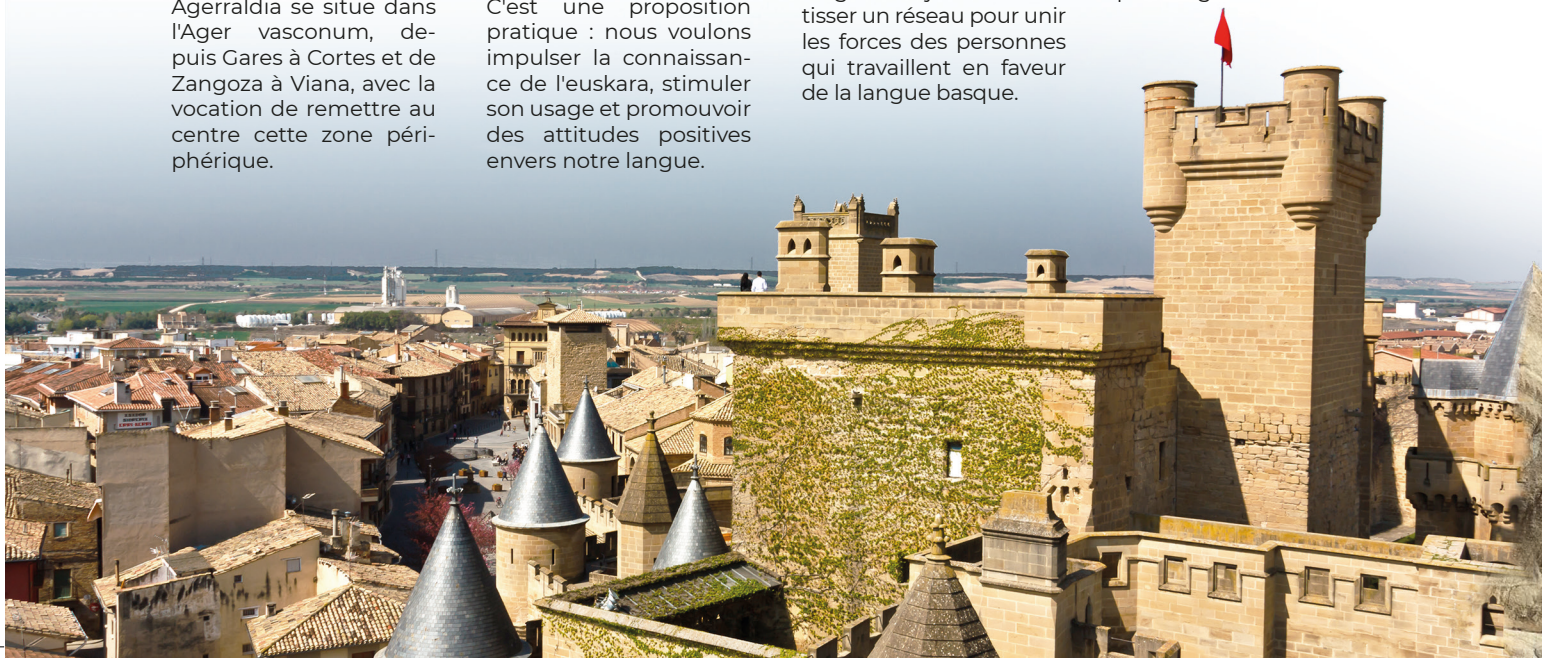 Agerraldia se situe dans
l'Ager vasconum, de-
puis Gares à Cortes et de
Zangoza à Viana, avec la
vocation de remettre au
centre cette zone péri-
phérique.
C'est une proposition
pratique : nous voulons
impulser la connaissan-
ce de l'euskara, stimuler
son usage et promouvoir
des attitudes positives
envers notre langue.
tisser un réseau pour unir
les forces des personnes
qui travaillent en faveur
de la langue basque.